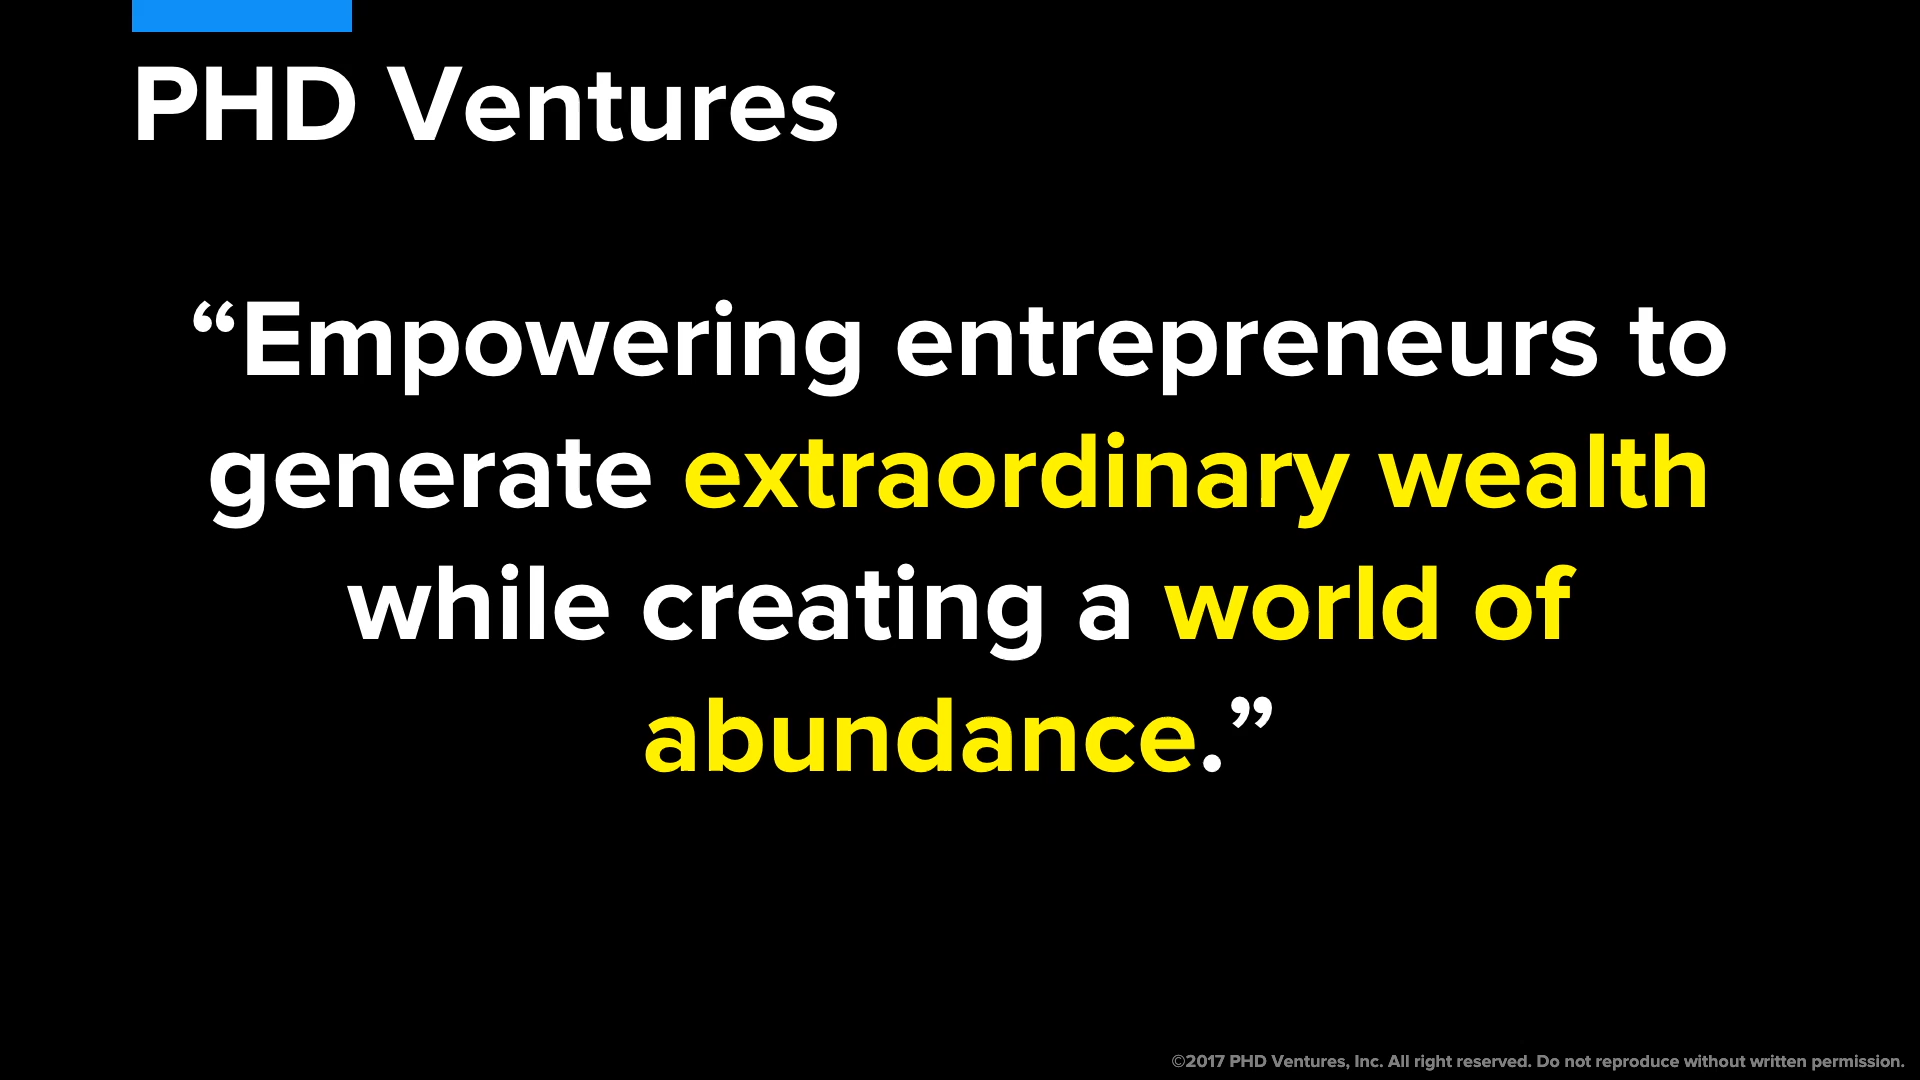 PHD Ventures
“Empowering entrepreneurs to
generate extraordinary wealth
while creating a world of
abundance.”
©2017 PHD Ventures, Inc. All right reserved. Do not reproduce without written permission.